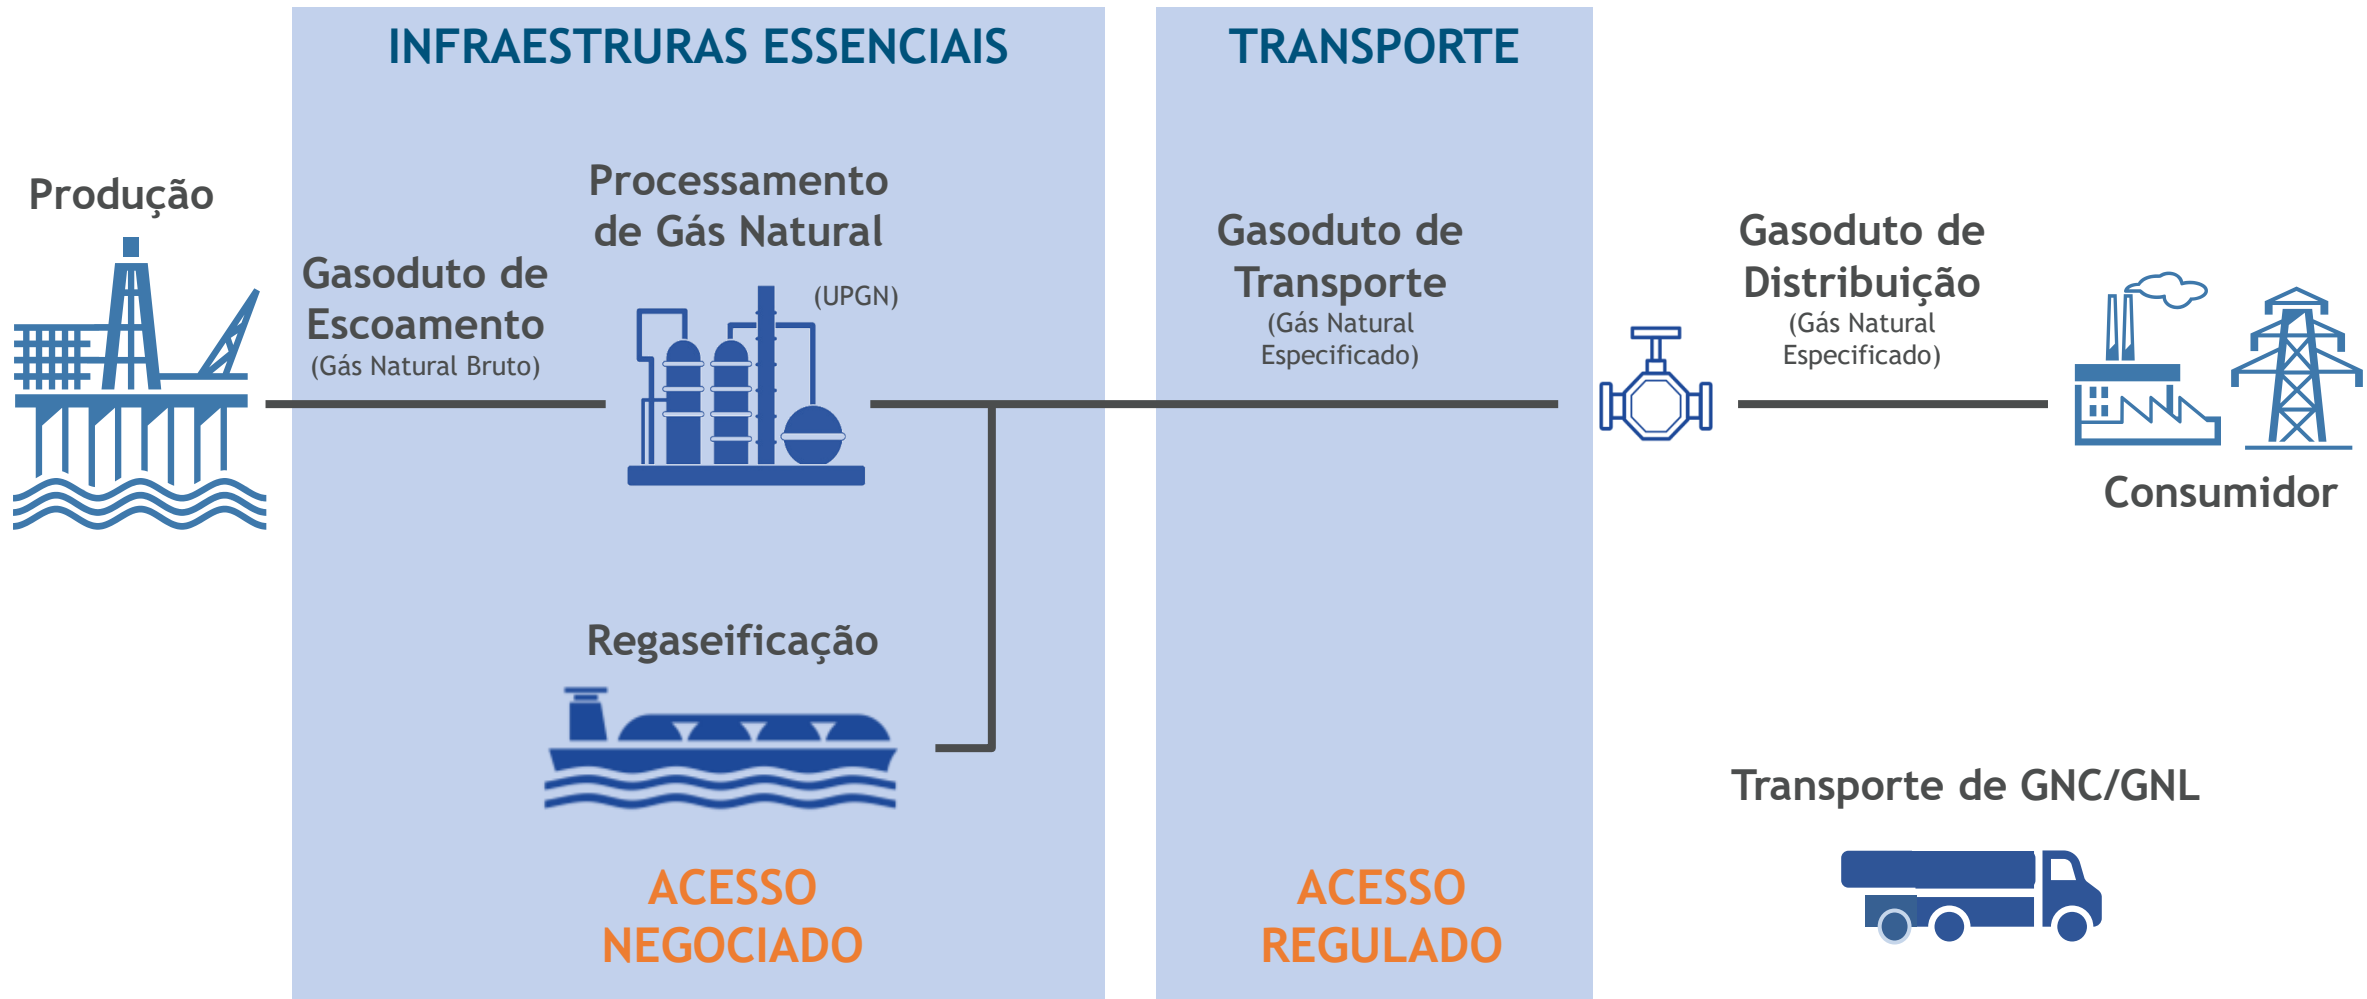 INFRAESTRURAS ESSENCIAIS
TRANSPORTE
Produção
Gasoduto de
Escoamento
(Gás Natural Bruto)
Processamento
de Gás Natural
(UPGN)
Gasoduto de
Transporte
(Gás Natural
Especificado)
Gasoduto de
Distribuição
(Gás Natural
Especificado)
Consumidor
Regaseificação
Transporte de GNC/GNL
ACESSO
NEGOCIADO
ACESSO
REGULADO